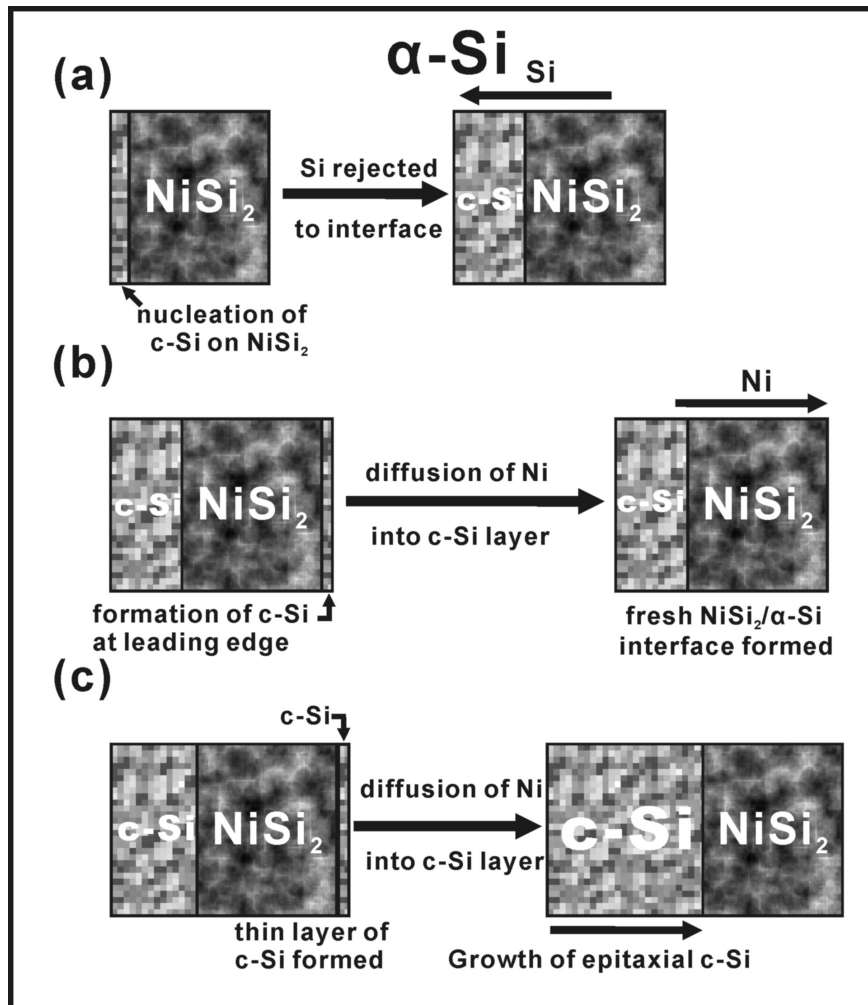 (a)
α-Si
Si
NiSi₂
Si rejected
to interface
c-Si
NiSi₂
nucleation of
c-Si on NiSi₂
(b)
Ni
c-Si
NiSi₂
diffusion of Ni
into c-Si layer
c-Si
NiSi₂
formation of c-Si
at leading edge
fresh NiSi₂/α-Si
interface formed
(c)
c-Si
c-Si
NiSi₂
diffusion of Ni
into c-Si layer
c-Si
NiSi₂
thin layer of
c-Si formed
Growth of epitaxial c-Si